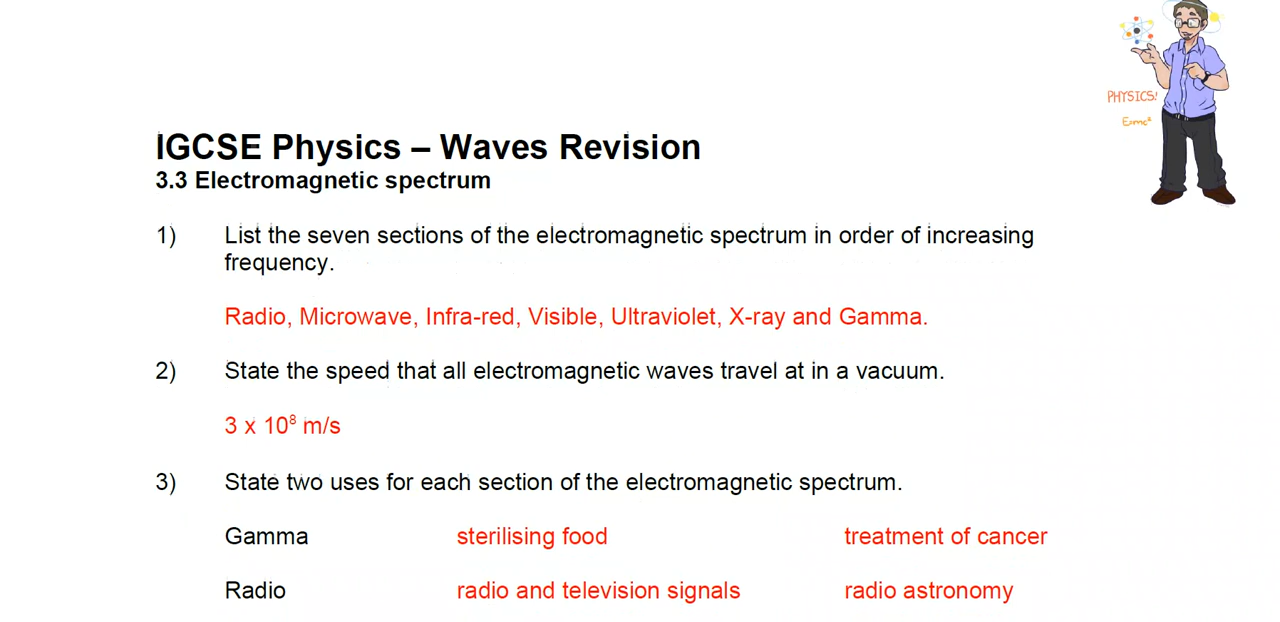 PHYSICS!
E=mc²
IGCSE Physics – Waves Revision
3.3 Electromagnetic spectrum
1) List the seven sections of the electromagnetic spectrum in order of increasing
frequency.
Radio, Microwave, Infra-red, Visible, Ultraviolet, X-ray and Gamma.
2) State the speed that all electromagnetic waves travel at in a vacuum.
3 x 10⁸ m/s
3) State two uses for each section of the electromagnetic spectrum.
Gamma sterilising food treatment of cancer
Radio radio and television signals radio astronomy